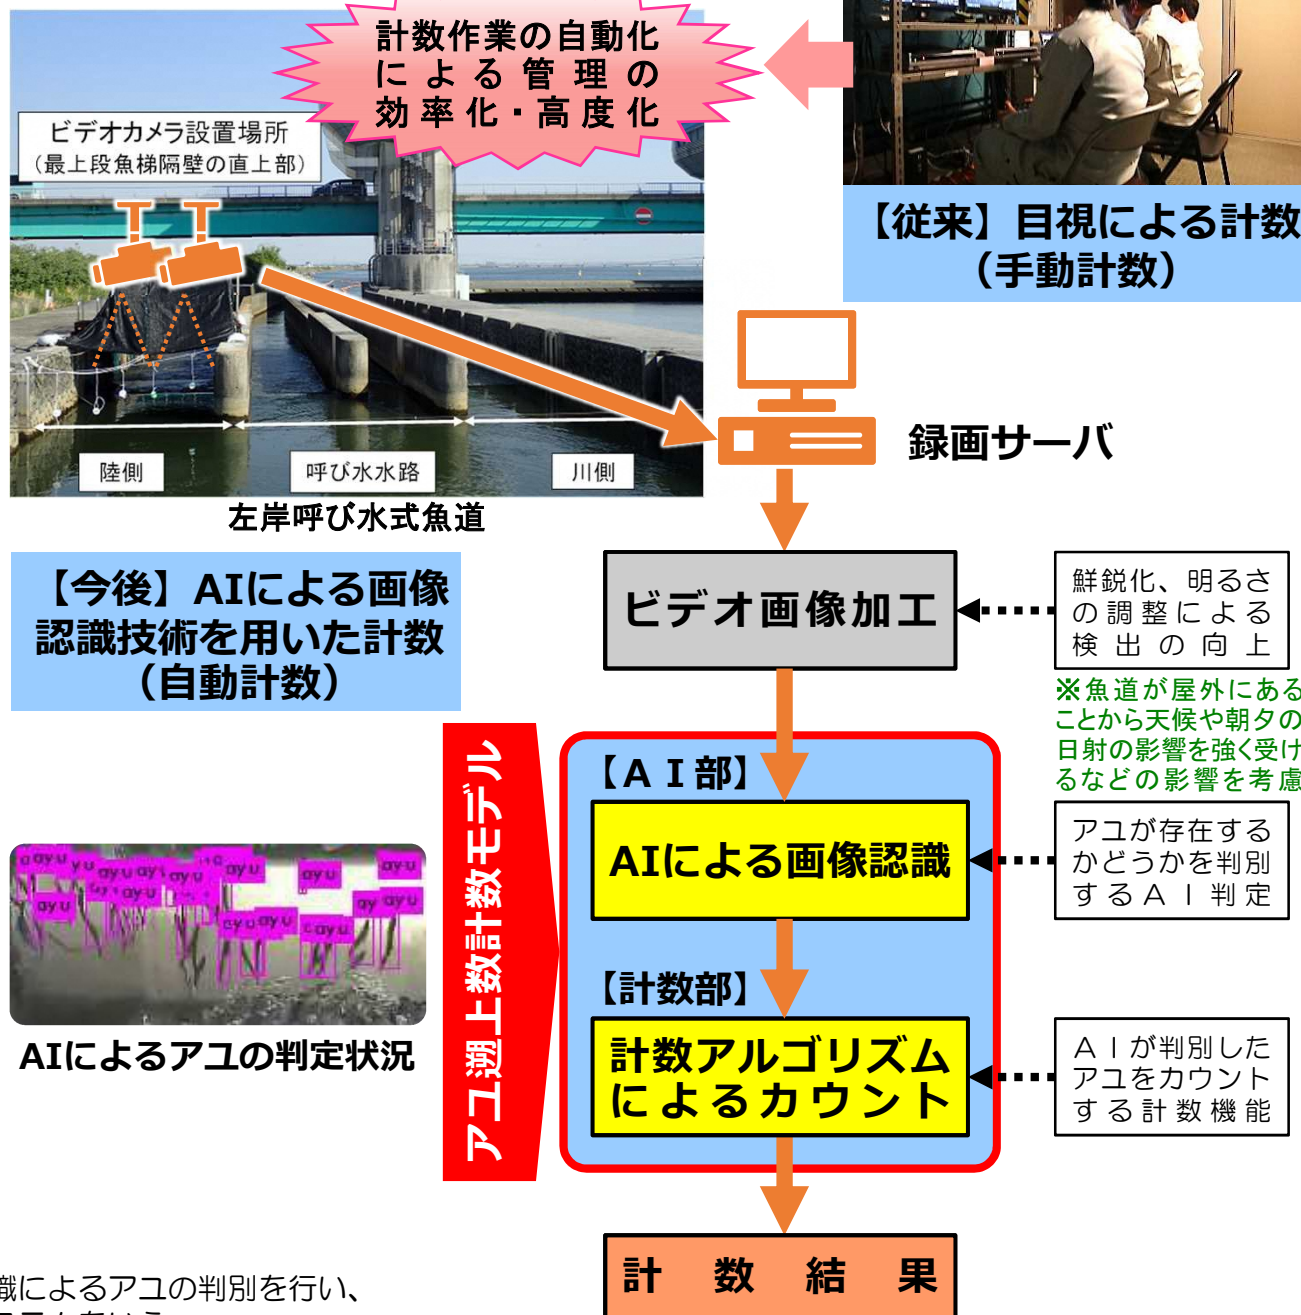 計数作業の自動化
による管理の
効率化・高度化
ビデオカメラ設置場所
（最上段魚梯隔壁の直上部）
【従来】目視による計数
（手動計数）
陸側
呼び水水路
川側
左岸呼び水式魚道
録画サーバ
【今後】AIによる画像
認識技術を用いた計数
（自動計数）
ビデオ画像加工
鮮鋭化、明るさ
の調整による
検出の向上
※魚道が屋外にある
ことから天候や朝夕の
日射の影響を強く受け
るなどの影響を考慮
アユ遡上数計数モデル
【ＡＩ部】
AIによる画像認識
アユが存在する
かどうかを判別
するＡＩ判定
ayu
ayu
ayu
ayu
ayu
ayu
ayu
ayu
ayu
ayu
ayu
AIによるアユの判定状況
【計数部】
計数アルゴリズム
によるカウント
ＡＩが判別した
アユをカウント
する計数機能
計数結果
識によるアユの判別を行い、